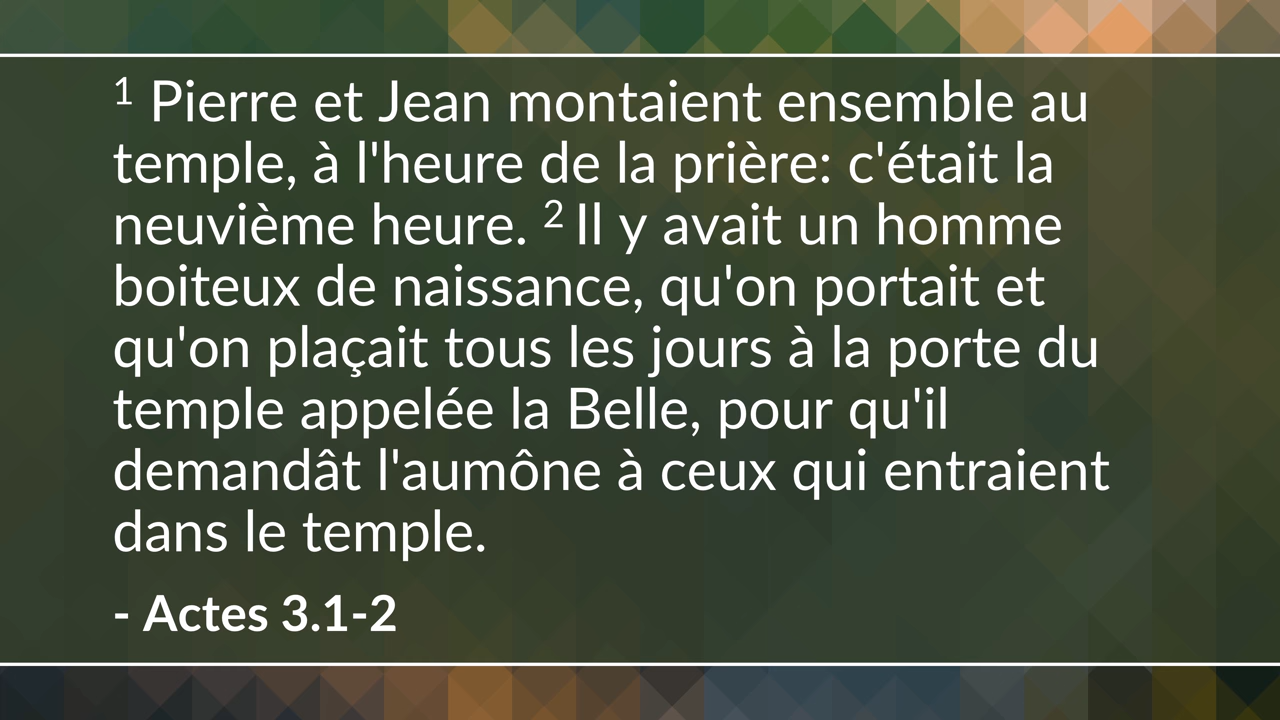 1 Pierre et Jean montaient ensemble au
temple, à l'heure de la prière: c'était la
neuvième heure. 2 Il y avait un homme
boiteux de naissance, qu'on portait et
qu'on plaçait tous les jours à la porte du
temple appelée la Belle, pour qu'il
demandât l'aumône à ceux qui entraient
dans le temple.
- Actes 3.1-2